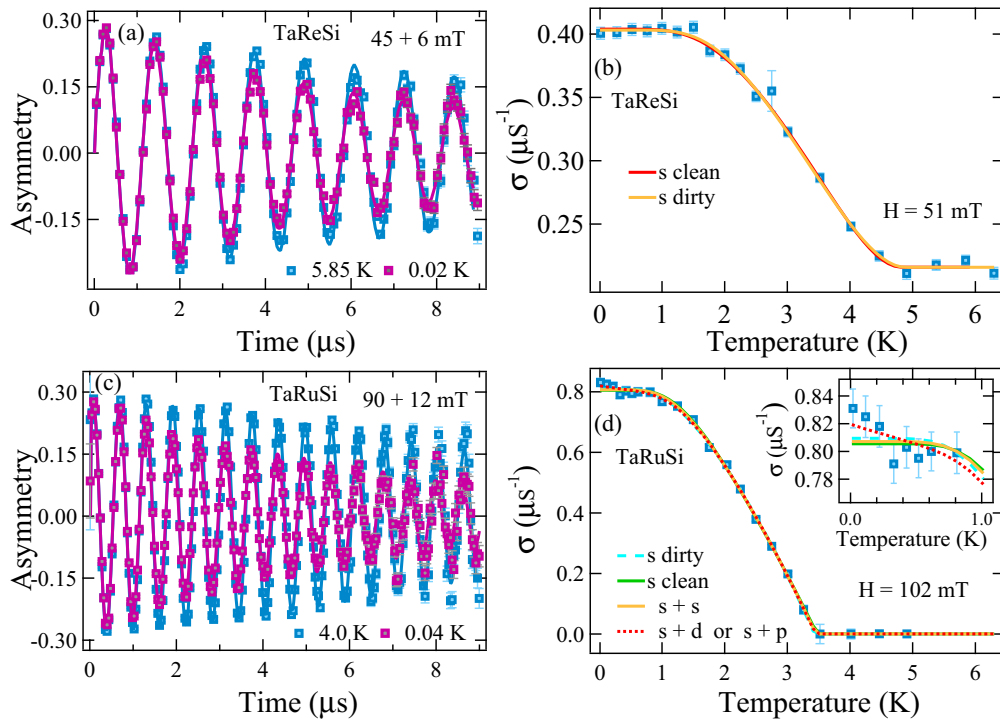 (a)
TaReSi
45 + 6 mT
0.30
0.15
0.00
-0.15
Asymmetry
5.85 K
0.02 K
0
2
4
6
8
Time (μs)
(b)
TaReSi
0.40
0.30
0.20
σ (μs⁻¹)
s clean
s dirty
H = 51 mT
0
1
2
3
4
5
6
Temperature (K)
(c)
TaRuSi
90 + 12 mT
0.30
0.15
0.00
-0.15
-0.30
Asymmetry
4.0 K
0.04 K
0
2
4
6
8
Time (μs)
(d)
TaRuSi
0.8
0.6
0.4
0.2
0.0
σ (μs⁻¹)
0.84
0.82
0.80
0.78
σ (μs⁻¹)
0.0
1.0
Temperature (K)
s dirty
s clean
s + s
s + d or s + p
H = 102 mT
0
1
2
3
4
5
6
Temperature (K)